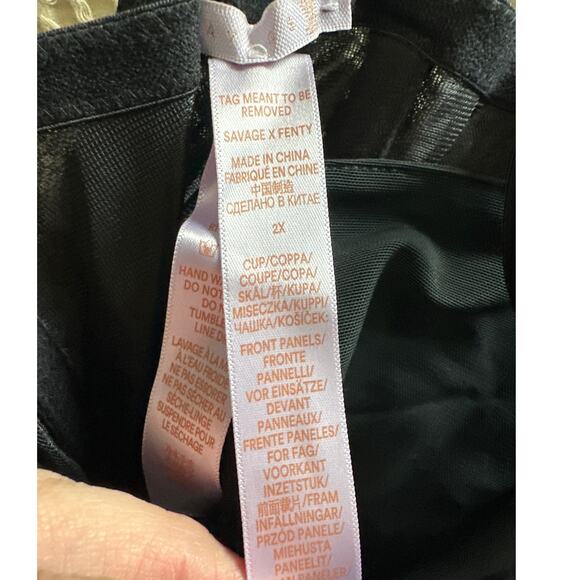 TAG MEANT TO BE
REMOVED
SAVAGE X FENTY
MADE IN CHINA
FABRIQUÉ EN CHINE
中国制造
СДЕЛАНО В КИТАЕ
2X
CUP/COPPA/
COUPE/COPA/
SKÅL/杯/KUPA/
MISECZKA/KUPPI/
ЧАШКА/KOŠÍČEK:
FRONT PANELS/
FRONTE
PANNELLI/
VOR EINSÄTZE/
DEVANT
PANNEAUX/
FRENTE PANELES/
FOR FAG/
VOORKANT
INZETSTUK/
前面裁片/FRAM
INFÄLLNINGAR/
PRZÓD PANELE/
MIEHUSTA
PANEELIT/
PANELER
HAND
DO NOT
DO
TUMBLE
LINE
LAVAGE À LA
À L'EAU FROIDE
NE PAS ESSORER
NE PAS SÉCHER AU
SÈCHE-LINGE
SUSPENDRE POUR
LE SÉCHAGE